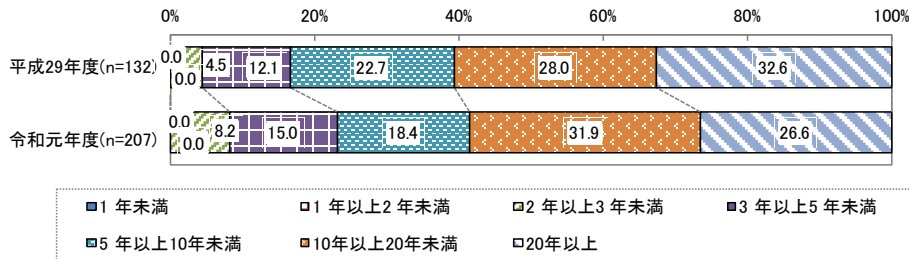 0% 20% 40% 60% 80% 100%
平成29年度(n=132) 0.0 0.0 4.5 12.1 22.7 28.0 32.6
令和元年度(n=207) 0.0 0.0 8.2 15.0 18.4 31.9 26.6
1 年未満 1 年以上2 年未満 2 年以上3 年未満 3 年以上5 年未満
5 年以上10年未満 10年以上20年未満 20年以上